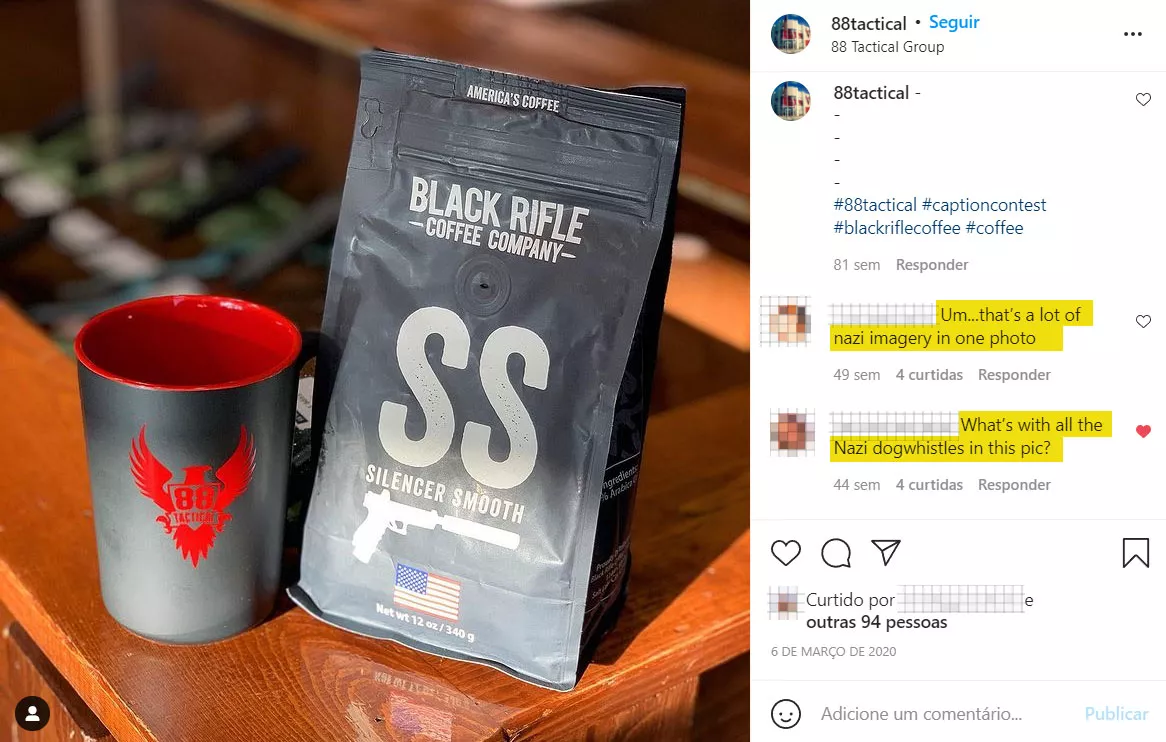 AMERICA'S COFFEE
BLACK RIFLE
COFFEE COMPANY
SS
SILENCER SMOOTH
Net wt 12 oz / 340 g
88
TACTICAL
88tactical • Seguir
88 Tactical Group
88tactical -
-
-
-
-
#88tactical #captioncontest
#blackriflecoffee #coffee
81 sem Responder
Um...that's a lot of
nazi imagery in one photo
49 sem 4 curtidas Responder
What's with all the
Nazi dogwhistles in this pic?
44 sem 4 curtidas Responder
Curtido por e
outras 94 pessoas
6 DE MARÇO DE 2020
Adicione um comentário... Publicar